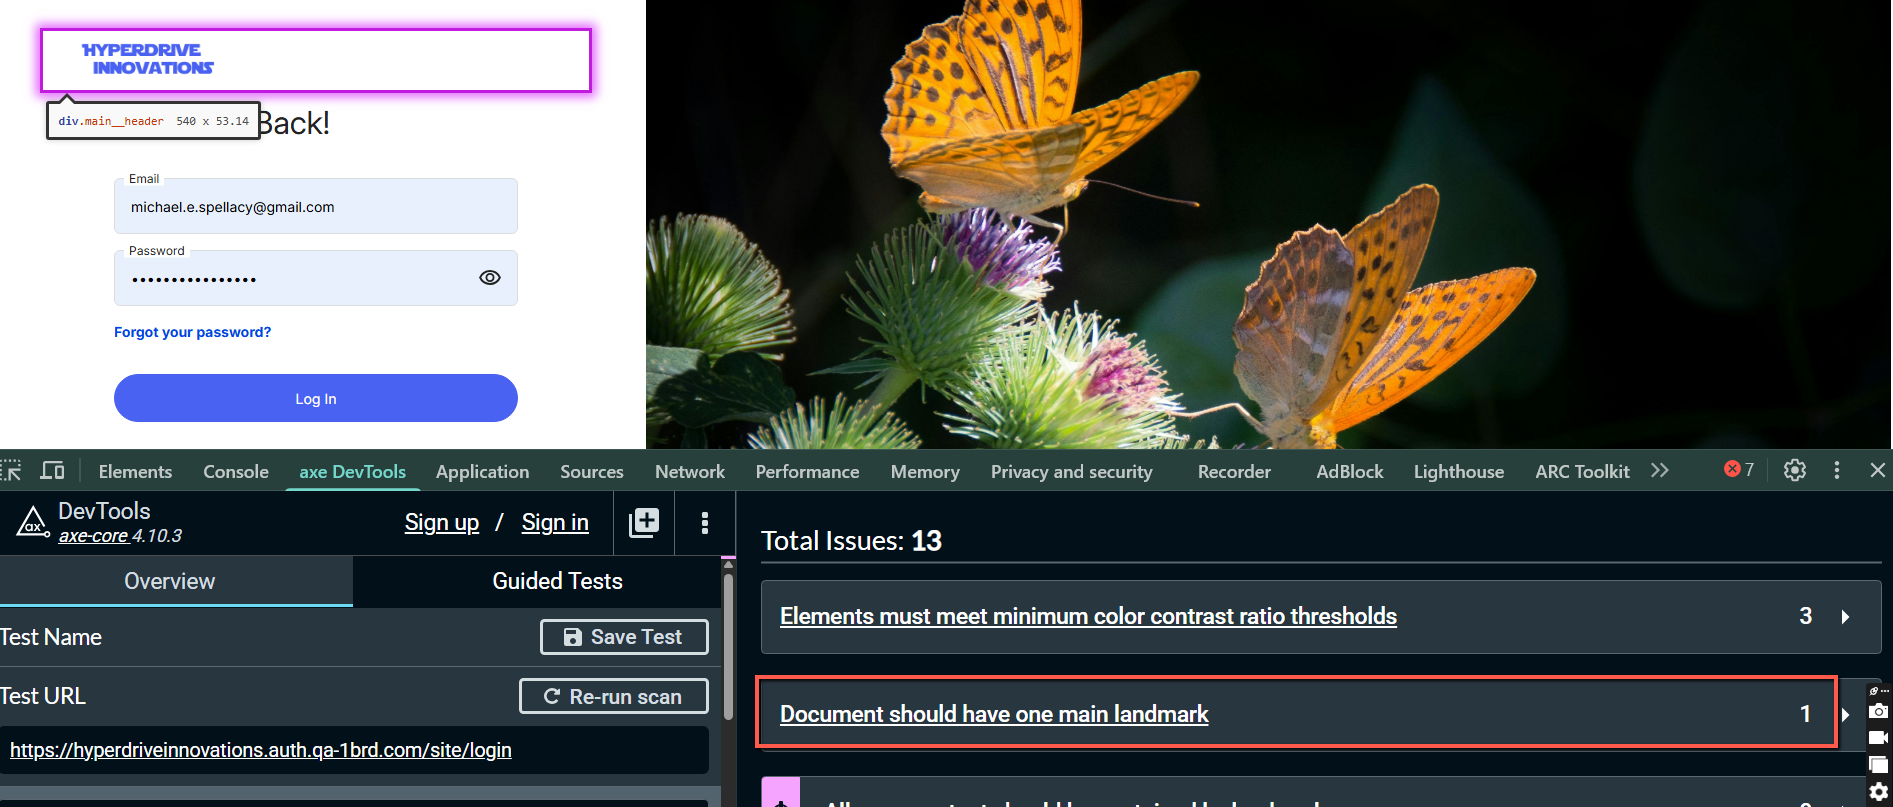 HYPERDRIVE
INNOVATIONS
div.main__header 540 x 53.14
Back!
Email
michael.e.spellacy@gmail.com
Password
••••••••••••••••
Forgot your password?
Log In
Elements Console axe DevTools Application Sources Network Performance Memory Privacy and security Recorder AdBlock Lighthouse ARC Toolkit 7
ax DevTools
axe-core 4.10.3
Sign up / Sign in
Overview Guided Tests
Test Name Save Test
Test URL Re-run scan
https://hyperdriveinnovations.auth.qa-1brd.com/site/login
Total Issues: 13
Elements must meet minimum color contrast ratio thresholds 3
Document should have one main landmark 1